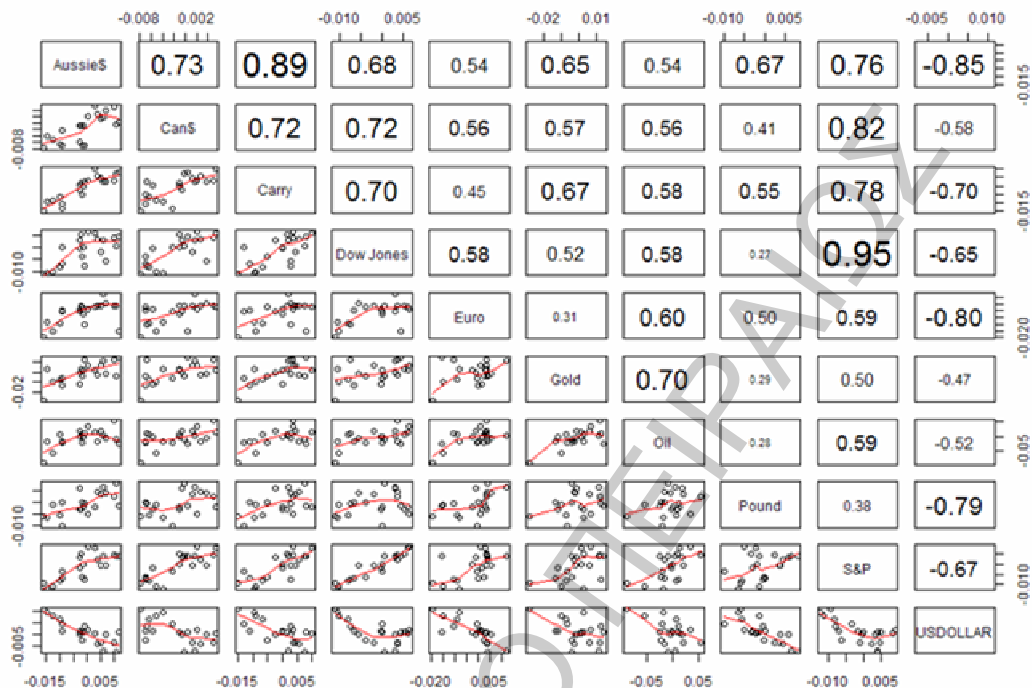 -0.008 0.002 -0.010 0.005 -0.02 0.01 -0.010 0.005 -0.005 0.010
Aussie$ 0.73 0.89 0.68 0.54 0.65 0.54 0.67 0.76 -0.85
-0.015
-0.008
Can$ 0.72 0.72 0.56 0.57 0.56 0.41 0.82 -0.58
Carry 0.70 0.45 0.67 0.58 0.55 0.78 -0.70
-0.015
-0.010
Dow Jones 0.58 0.52 0.58 0.27 0.95 -0.65
Euro 0.31 0.60 0.50 0.59 -0.80
-0.020
-0.02
Gold 0.70 0.29 0.50 -0.47
Oil 0.28 0.59 -0.52
-0.05
-0.010
Pound 0.38 -0.79
S&P -0.67
-0.010
-0.005
USDOLLAR
-0.015 0.005 -0.015 0.005 -0.020 0.005 -0.05 0.05 -0.010 0.005